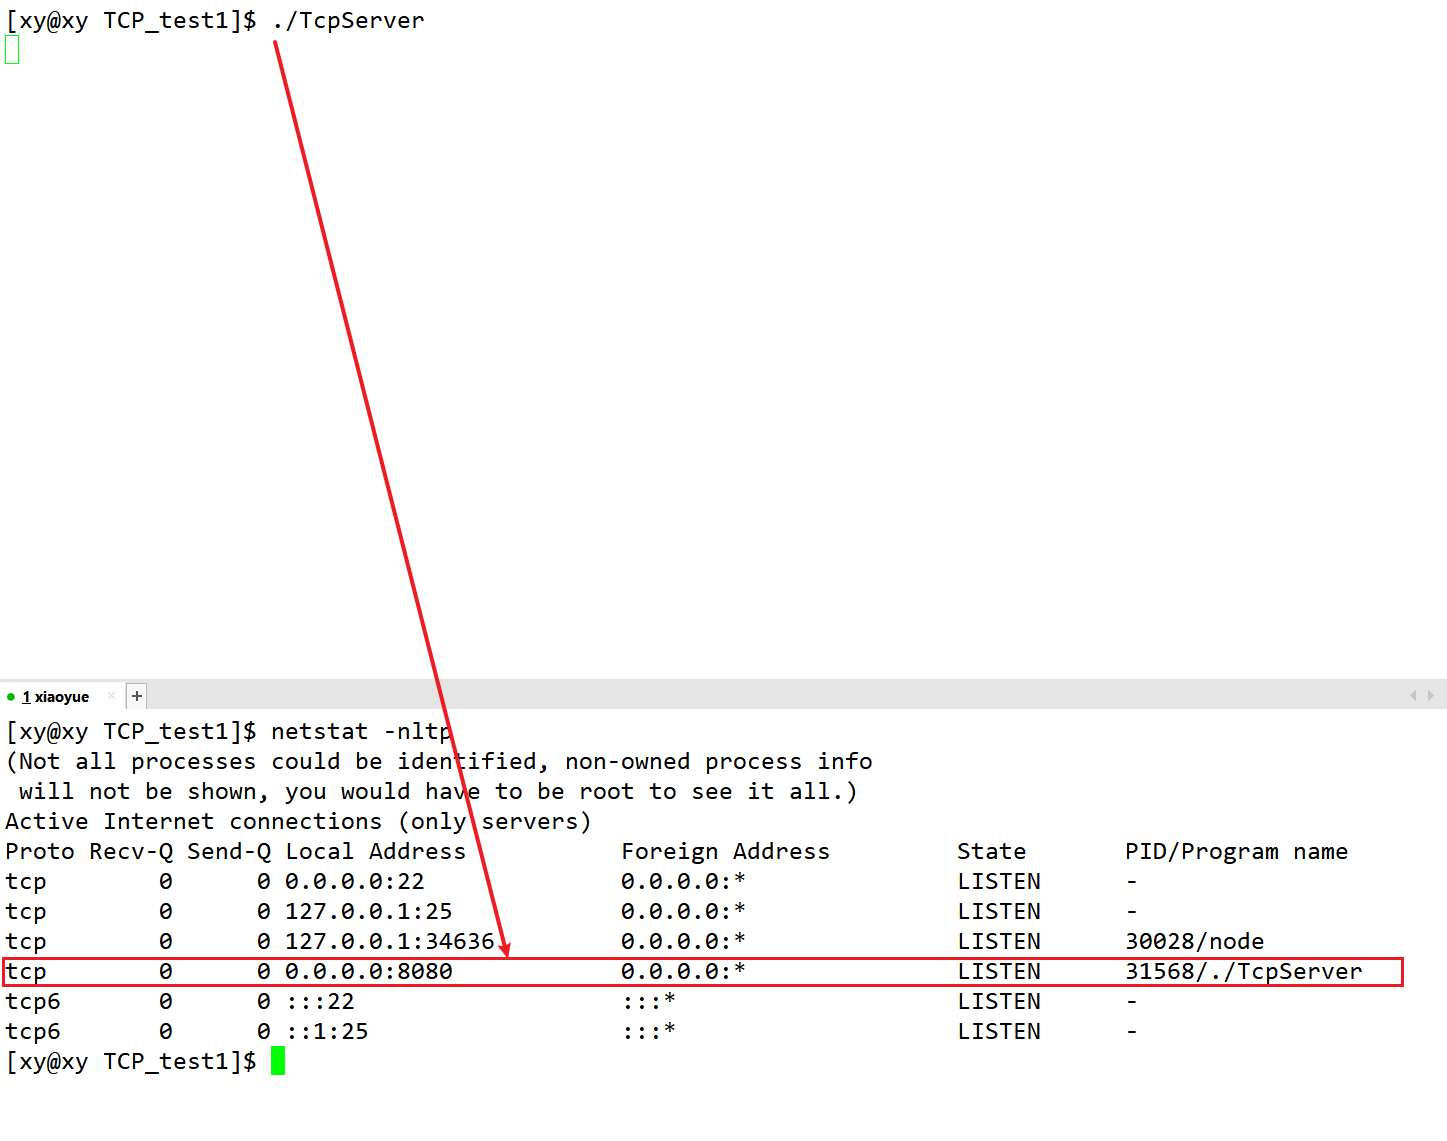 [xy@xy TCP_test1]$ ./TcpServer
1 xiaoyue × +
[xy@xy TCP_test1]$ netstat -nltp
(Not all processes could be identified, non-owned process info
 will not be shown, you would have to be root to see it all.)
Active Internet connections (only servers)
Proto Recv-Q Send-Q Local Address           Foreign Address         State       PID/Program name
tcp        0      0 0.0.0.0:22              0.0.0.0:*               LISTEN      -
tcp        0      0 127.0.0.1:25            0.0.0.0:*               LISTEN      -
tcp        0      0 127.0.0.1:34636         0.0.0.0:*               LISTEN      30028/node
tcp        0      0 0.0.0.0:8080            0.0.0.0:*               LISTEN      31568/./TcpServer
tcp6       0      0 :::22                   :::*                    LISTEN      -
tcp6       0      0 ::1:25                  :::*                    LISTEN      -
[xy@xy TCP_test1]$